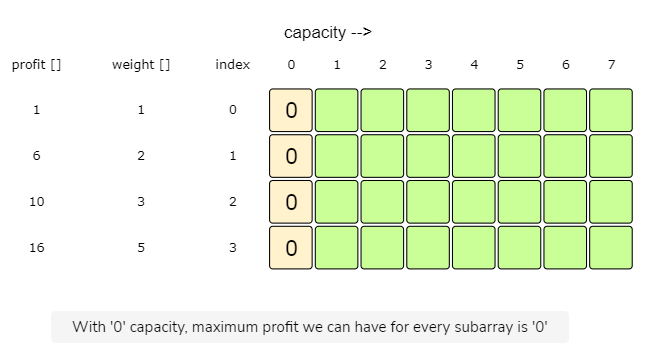 capacity -->
profit [] weight [] index 0 1 2 3 4 5 6 7
1 1 0 0
6 2 1 0
10 3 2 0
16 5 3 0
With '0' capacity, maximum profit we can have for every subarray is '0'